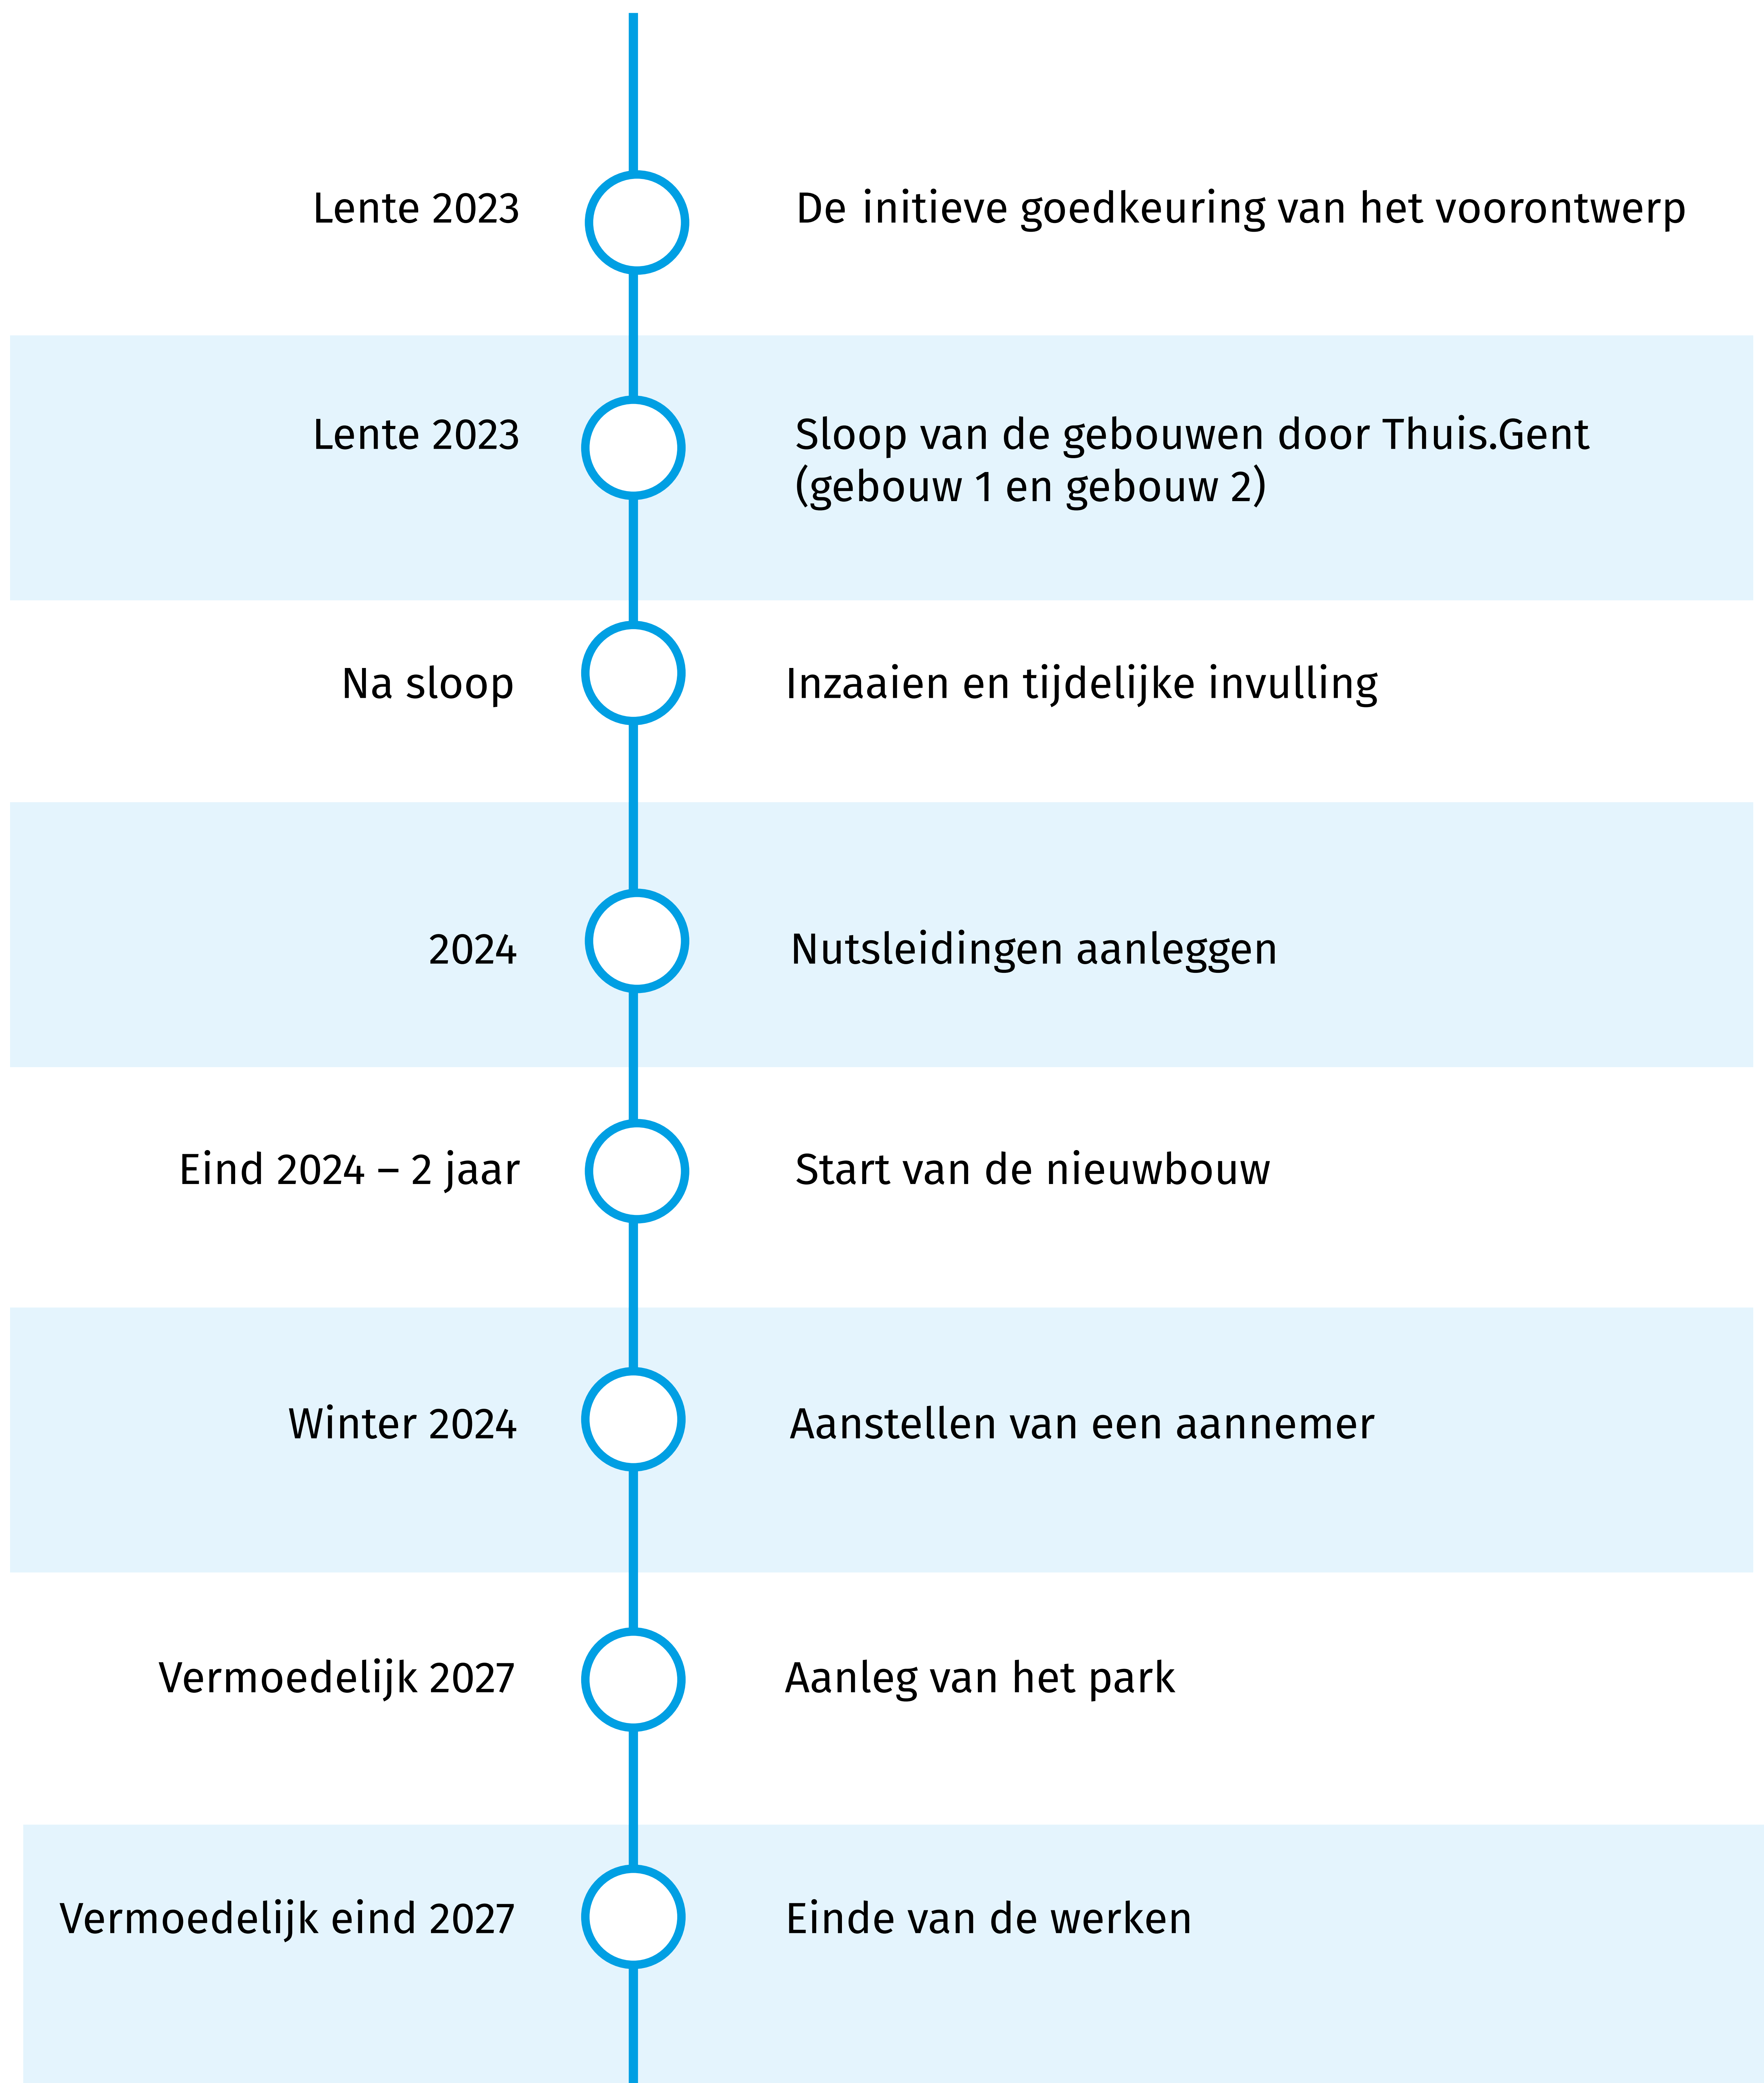 Lente 2023
De initieve goedkeuring van het voorontwerp
Lente 2023
Sloop van de gebouwen door Thuis.Gent
(gebouw 1 en gebouw 2)
Na sloop
Inzaaien en tijdelijke invulling
2024
Nutsleidingen aanleggen
Eind 2024 – 2 jaar
Start van de nieuwbouw
Winter 2024
Aanstellen van een aannemer
Vermoedelijk 2027
Aanleg van het park
Vermoedelijk eind 2027
Einde van de werken